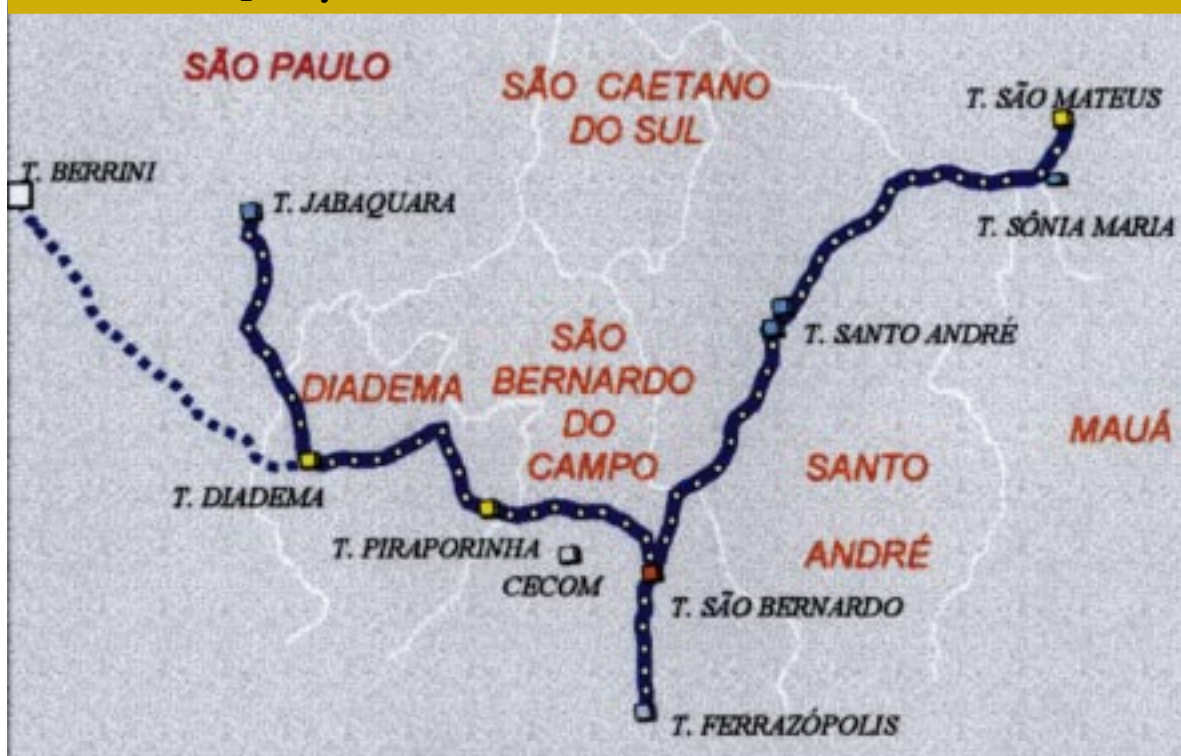 SÃO PAULO
SÃO CAETANO
DO SUL
T. SÃO MATEUS
T. BERRINI
T. JABAQUARA
T. SÔNIA MARIA
T. SANTO ANDRÉ
SÃO
BERNARDO
DO
CAMPO
DIADEMA
MAUÁ
SANTO
ANDRÉ
T. DIADEMA
T. PIRAPORINHA
CECOM
T. SÃO BERNARDO
T. FERRAZÓPOLIS